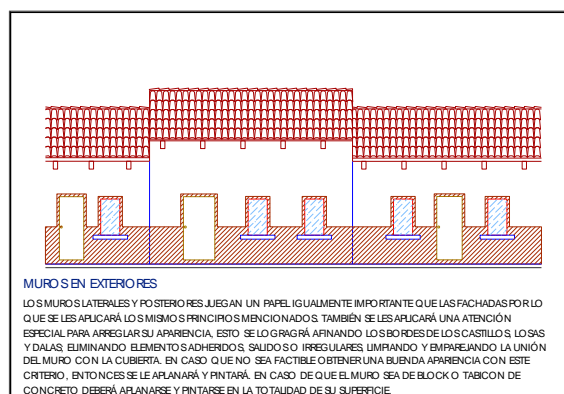 MUROS EN EXTERIORES
LOS MUROS LATERALES Y POSTERIORES JUEGAN UN PAPEL IGUALMENTE IMPORTANTE QUE LAS FACHADAS POR LO
QUE SE LES APLICARÁ LOS MISMOS PRINCIPIOS MENCIONADOS. TAMBIÉN SE LES APLICARÁ UNA ATENCIÓN
ESPECIAL PARA ARREGLAR SU APARIENCIA, ESTO SE LOGRAGRÁ AFINANDO LOS BORDES DE LOS CASTILLOS, LOSAS
Y DALAS; ELIMINANDO ELEMENTOS ADHERIDOS, SALIDOS O IRREGULARES, LIMPIANDO Y EMPAREJANDO LA UNIÓN
DEL MURO CON LA CUBIERTA. EN CASO QUE NO SEA FACTIBLE OBTENER UNA BUENDA APARIENCIA CON ESTE
CRITERIO, ENTONCES SE LE APLANARÁ Y PINTARÁ. EN CASO DE QUE EL MURO SEA DE BLOCK O TABICON DE
CONCRETO DEBERÁ APLANARSE Y PINTARSE EN LA TOTALIDAD DE SU SUPERFICIE.